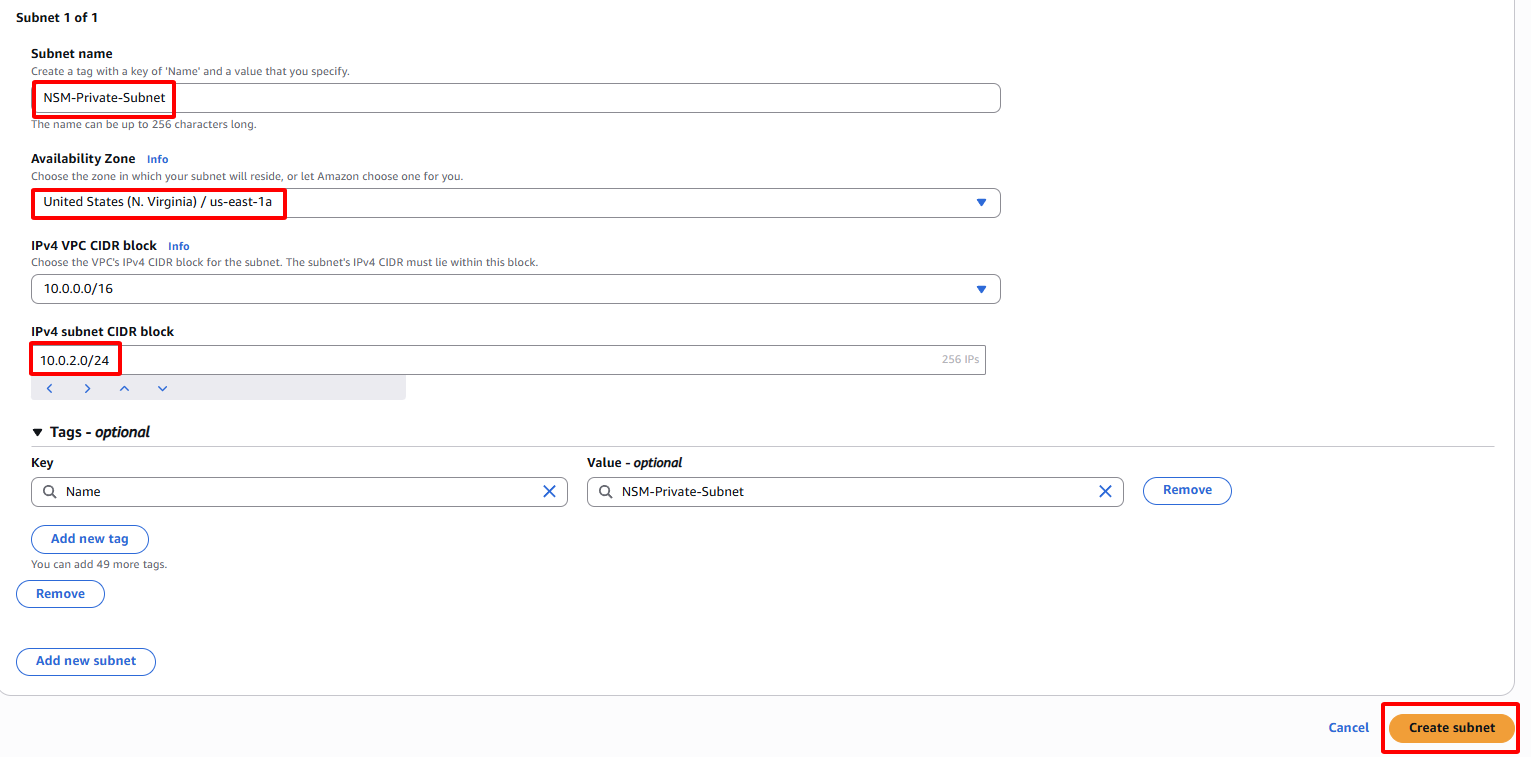 Subnet 1 of 1
Subnet name
Create a tag with a key of 'Name' and a value that you specify.
NSM-Private-Subnet
The name can be up to 256 characters long.
Availability Zone Info
Choose the zone in which your subnet will reside, or let Amazon choose one for you.
United States (N. Virginia) / us-east-1a
IPv4 VPC CIDR block Info
Choose the VPC's IPv4 CIDR block for the subnet. The subnet's IPv4 CIDR must lie within this block.
10.0.0.0/16
IPv4 subnet CIDR block
10.0.2.0/24 256 IPs
Tags - optional
Key Value - optional
Name NSM-Private-Subnet Remove
Add new tag
You can add 49 more tags.
Remove
Add new subnet
Cancel Create subnet